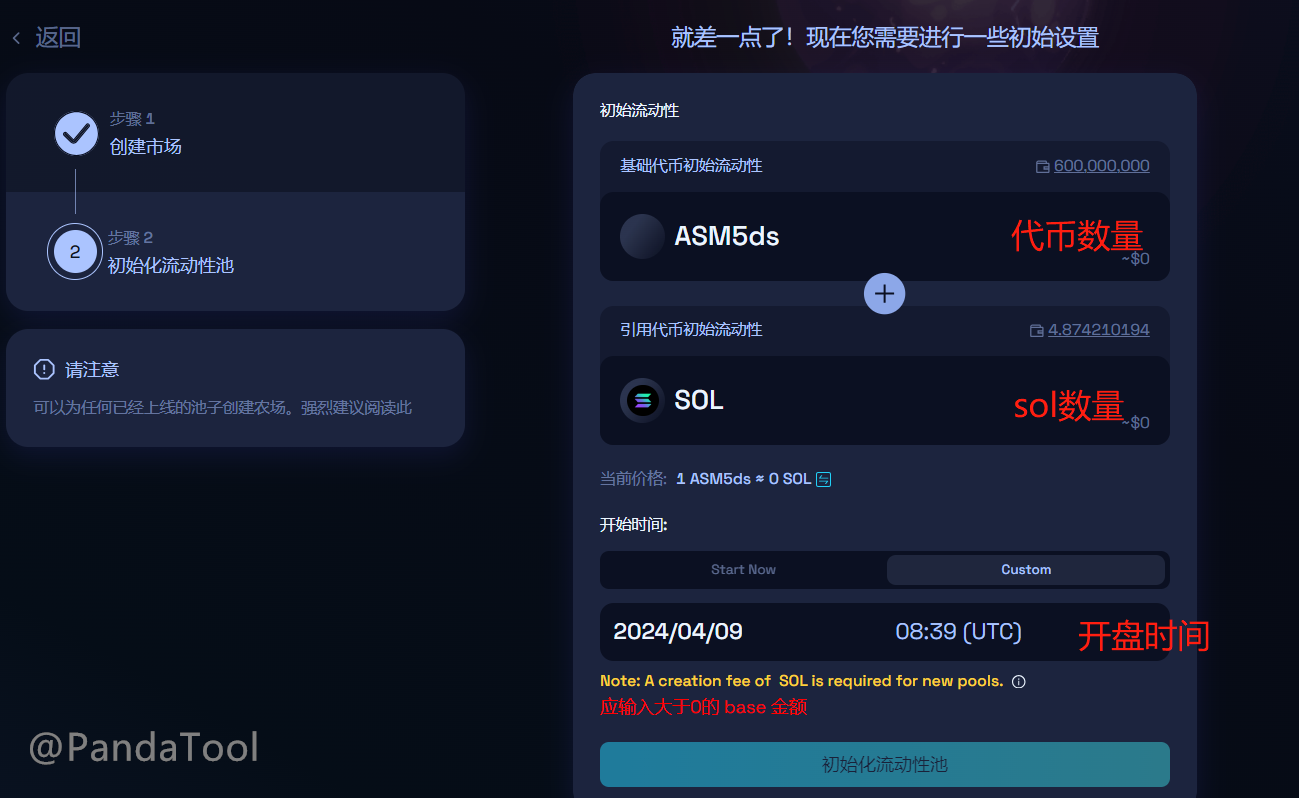 返回
就差一点了！现在您需要进行一些初始设置
步骤 1
创建市场
2
步骤 2
初始化流动性池
请注意
可以为任何已经上线的池子创建农场。强烈建议阅读此
初始流动性
基础代币初始流动性 600,000,000
ASM5ds 代币数量
~$0
引用代币初始流动性 4.874210194
SOL sol数量
~$0
当前价格: 1 ASM5ds ≈ 0 SOL
开始时间:
Start Now Custom
2024/04/09 08:39 (UTC) 开盘时间
Note: A creation fee of SOL is required for new pools.
应输入大于0的 base 金额
初始化流动性池
@PandaTool